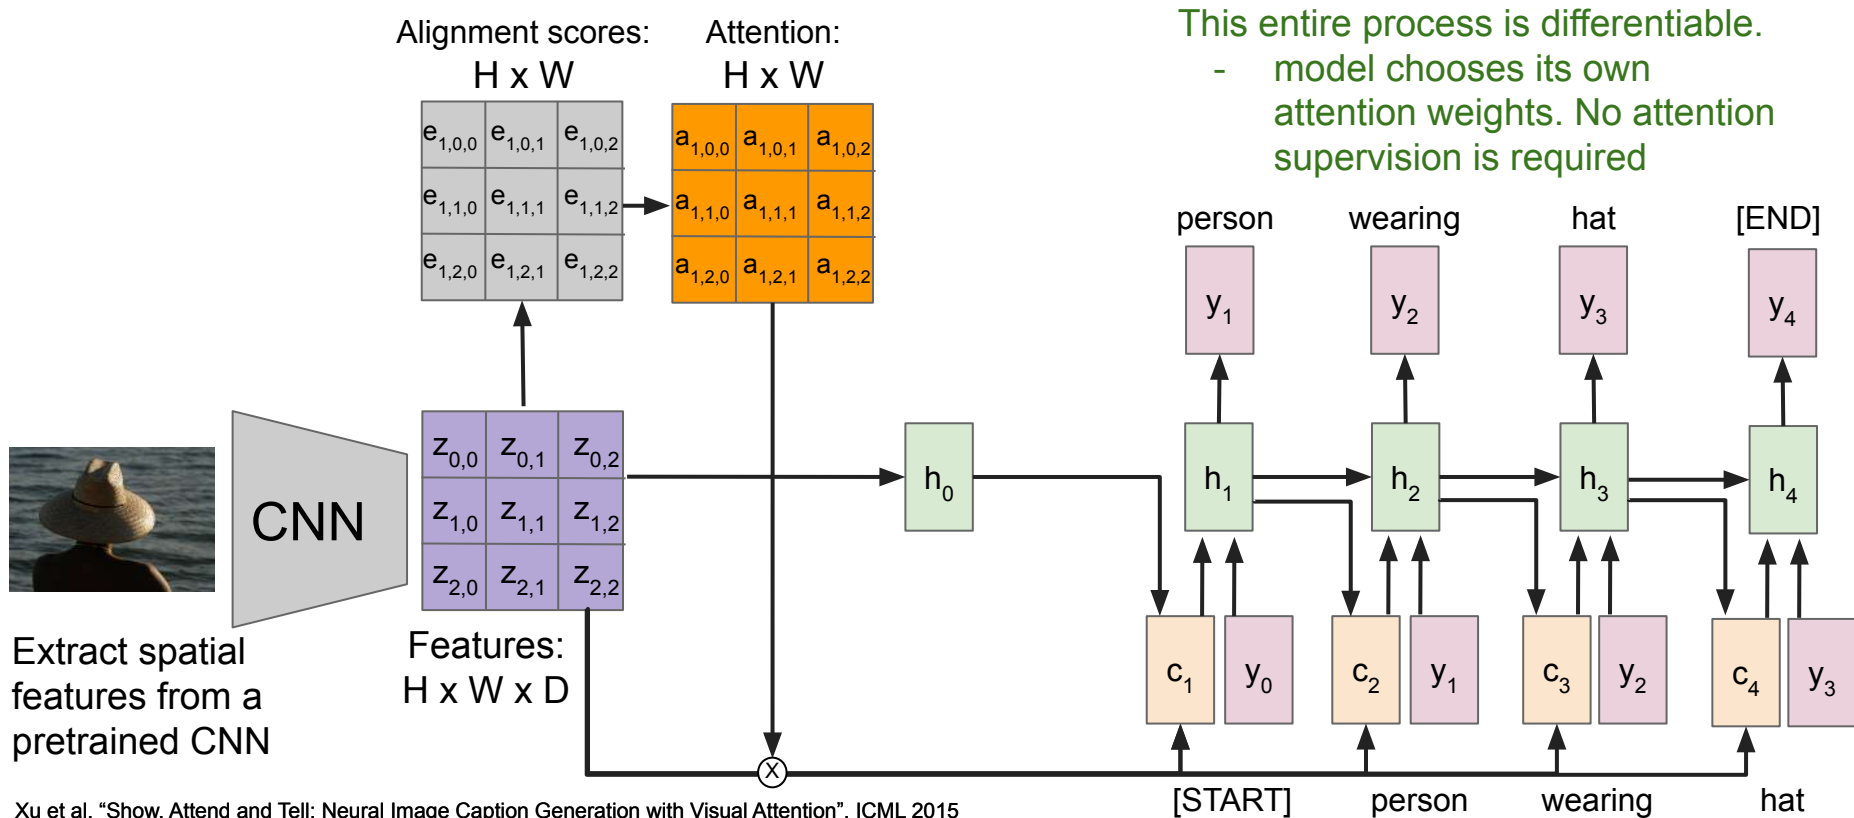 Alignment scores:
H x W
Attention:
H x W
This entire process is differentiable.
- model chooses its own
attention weights. No attention
supervision is required
e1,0,0 e1,0,1 e1,0,2
e1,1,0 e1,1,1 e1,1,2
e1,2,0 e1,2,1 e1,2,2
a1,0,0 a1,0,1 a1,0,2
a1,1,0 a1,1,1 a1,1,2
a1,2,0 a1,2,1 a1,2,2
person wearing hat [END]
y1 y2 y3 y4
CNN
z0,0 z0,1 z0,2
z1,0 z1,1 z1,2
z2,0 z2,1 z2,2
h0 h1 h2 h3 h4
Extract spatial
features from a
pretrained CNN
Features:
H x W x D
c1 y0 c2 y1 c3 y2 c4 y3
X
[START] person wearing hat
Xu et al. “Show, Attend and Tell: Neural Image Caption Generation with Visual Attention”, ICML 2015